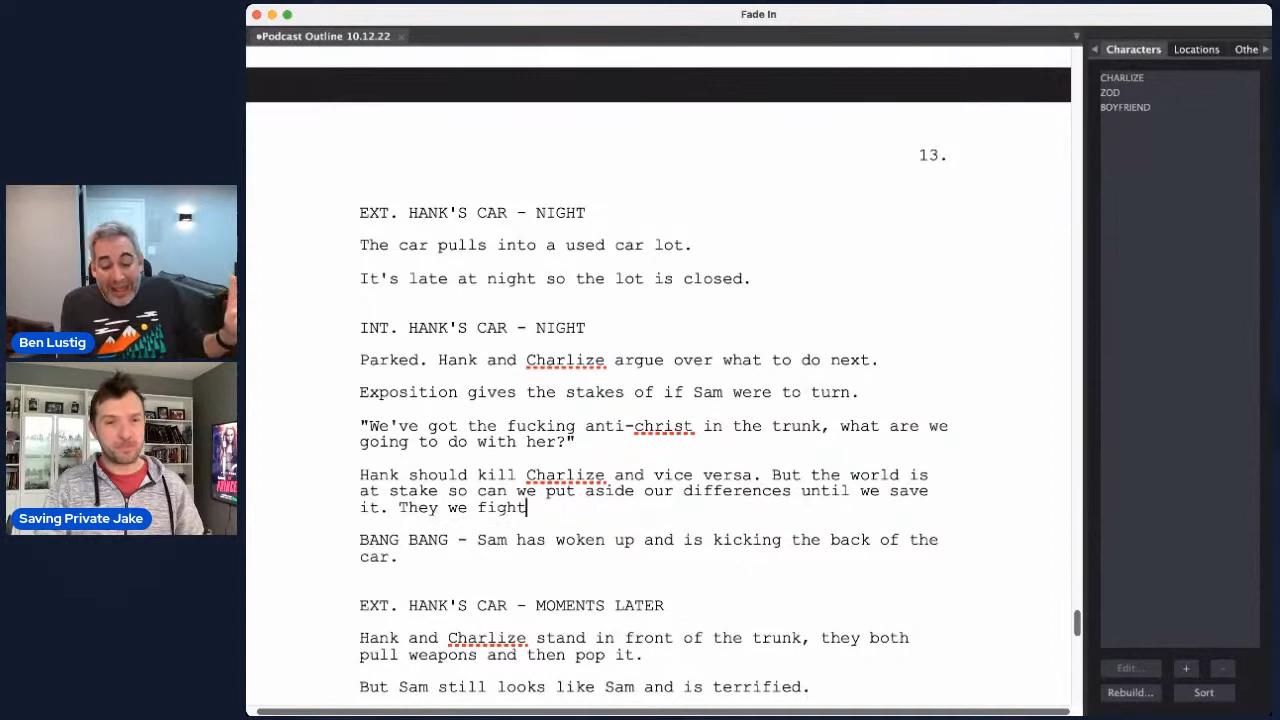 Fade In
•Podcast Outline 10.12.22
Characters
Locations
Othe
CHARLIZE
ZOD
BOYFRIEND
13.
EXT. HANK'S CAR - NIGHT
The car pulls into a used car lot.
It's late at night so the lot is closed.
INT. HANK'S CAR - NIGHT
Parked. Hank and Charlize argue over what to do next.
Exposition gives the stakes of if Sam were to turn.
"We've got the fucking anti-christ in the trunk, what are we
going to do with her?"
Hank should kill Charlize and vice versa. But the world is
at stake so can we put aside our differences until we save
it. They we fight
BANG BANG - Sam has woken up and is kicking the back of the
car.
EXT. HANK'S CAR - MOMENTS LATER
Hank and Charlize stand in front of the trunk, they both
pull weapons and then pop it.
But Sam still looks like Sam and is terrified.
Ben Lustig
Saving Private Jake
Edit...
+
-
Rebuild...
Sort